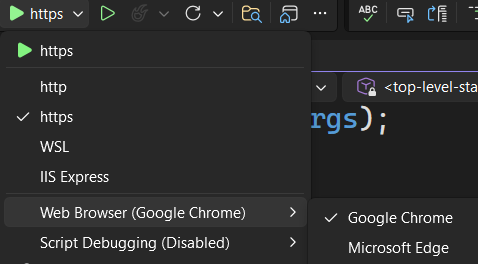 https
ABC
https
http
<top-level-sta
https
rgs);
WSL
IIS Express
Web Browser (Google Chrome)
Google Chrome
Script Debugging (Disabled)
Microsoft Edge